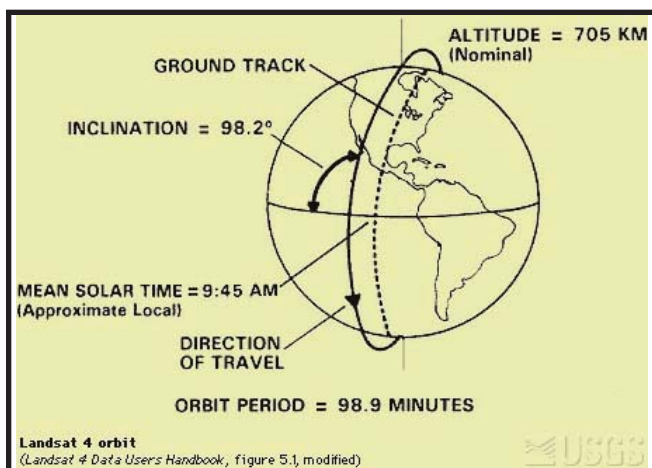 ALTITUDE = 705 KM
(Nominal)
GROUND TRACK
INCLINATION = 98.2º
MEAN SOLAR TIME = 9:45 AM
(Approximate Local)
DIRECTION
OF TRAVEL
ORBIT PERIOD = 98.9 MINUTES
Landsat 4 orbit
(Landsat 4 Data Users Handbook, figure 5.1, modified)
USGS